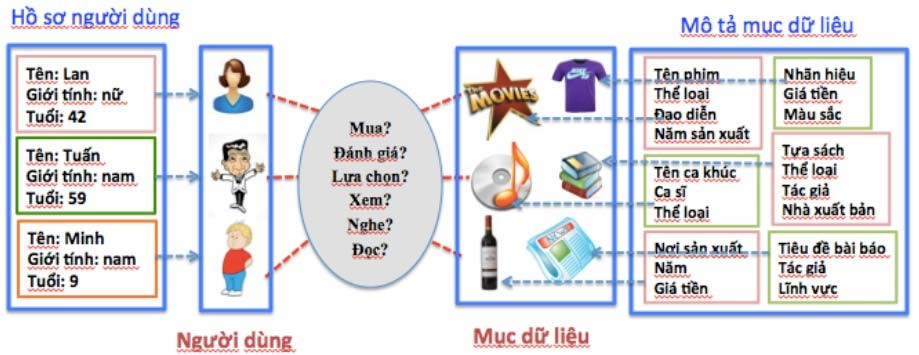 Hồ sơ người dùng
Tên: Lan
Giới tính: nữ
Tuổi: 42
Tên: Tuấn
Giới tính: nam
Tuổi: 59
Tên: Minh
Giới tính: nam
Tuổi: 9
Người dùng
Mua?
Đánh giá?
Lựa chọn?
Xem?
Nghe?
Đọc?
The MOVIES
NIKE
NEWS
Mục dữ liệu
Mô tả mục dữ liệu
Tên phim
Thể loại
Đạo diễn
Năm sản xuất
Nhãn hiệu
Giá tiền
Màu sắc
Tên ca khúc
Ca sĩ
Thể loại
Tựa sách
Thể loại
Tác giả
Nhà xuất bản
Nơi sản xuất
Năm
Giá tiền
Tiêu đề bài báo
Tác giả
Lĩnh vực